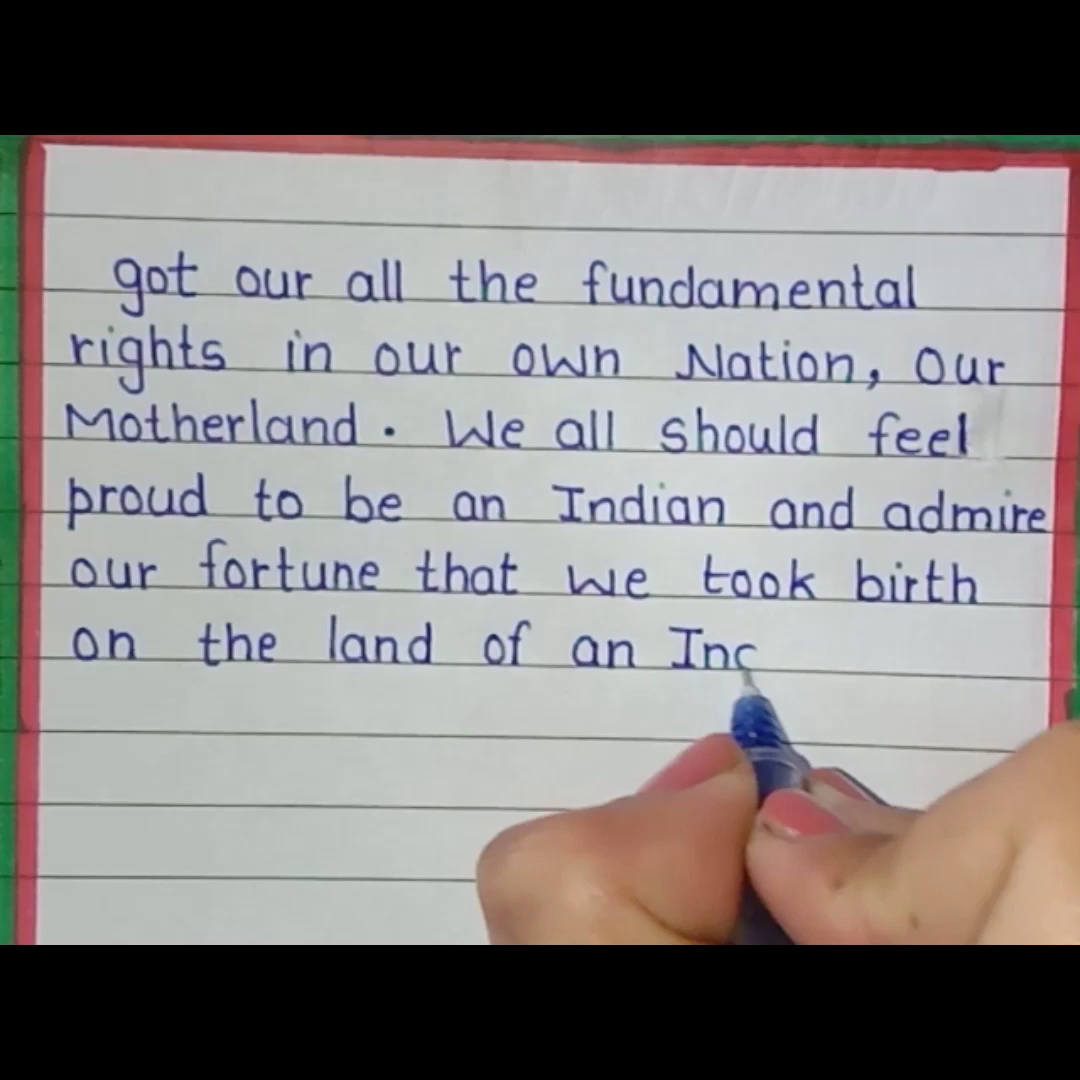 got our all the fundamental
rights in our own Nation, Our
Motherland. We all should feel
proud to be an Indian and admire
our fortune that we took birth
on the land of an Inc